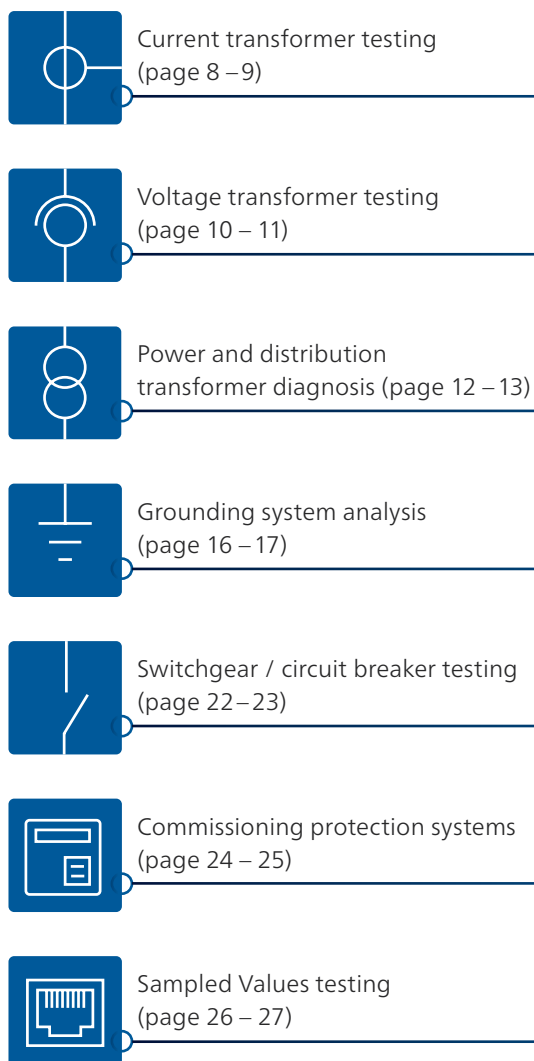 Current transformer testing
(page 8 – 9)
Voltage transformer testing
(page 10 – 11)
Power and distribution
transformer diagnosis (page 12 – 13)
Grounding system analysis
(page 16 – 17)
Switchgear / circuit breaker testing
(page 22 – 23)
Commissioning protection systems
(page 24 – 25)
Sampled Values testing
(page 26 – 27)